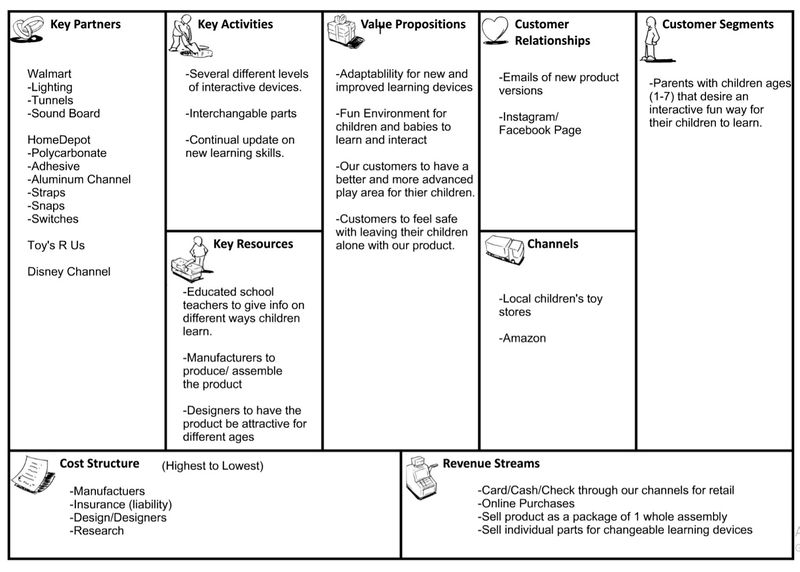 Key Partners
Walmart
-Lighting
-Tunnels
-Sound Board
HomeDepot
-Polycarbonate
-Adhesive
-Aluminum Channel
-Straps
-Snaps
-Switches
Toy's R Us
Disney Channel
Key Activities
-Several different levels
of interactive devices.
-Interchangable parts
-Continual update on
new learning skills.
Key Resources
-Educated school
teachers to give info on
different ways children
learn.
-Manufacturers to
produce/ assemble
the product
-Designers to have the
product be attractive for
different ages
Value Propositions
-Adaptablility for new and
improved learning devices
-Fun Environment for
children and babies to
learn and interact
-Our customers to have a
better and more advanced
play area for thier children.
-Customers to feel safe
with leaving their children
alone with our product.
Customer
Relationships
-Emails of new product
versions
-Instagram/
Facebook Page
Channels
-Local children's toy
stores
-Amazon
Customer Segments
-Parents with children ages
(1-7) that desire an
interactive fun way for
their children to learn.
Cost Structure (Highest to Lowest)
-Manufactuers
-Insurance (liability)
-Design/Designers
-Research
Revenue Streams
-Card/Cash/Check through our channels for retail
-Online Purchases
-Sell product as a package of 1 whole assembly
-Sell individual parts for changeable learning devices